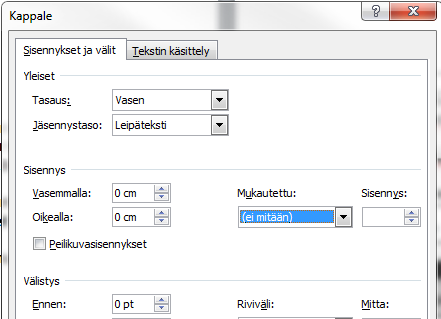 Kappale
Sisennykset ja välit Tekstin käsittely
Yleiset
Tasaus: Vasen
Jäsennystaso: Leipäteksti
Sisennys
Vasemmalla: 0 cm Mukautettu: Sisennys:
Oikealla: 0 cm (ei mitään)
Peilikuvasisennykset
Välistys
Ennen: 0 pt Riviväli: Mitta: